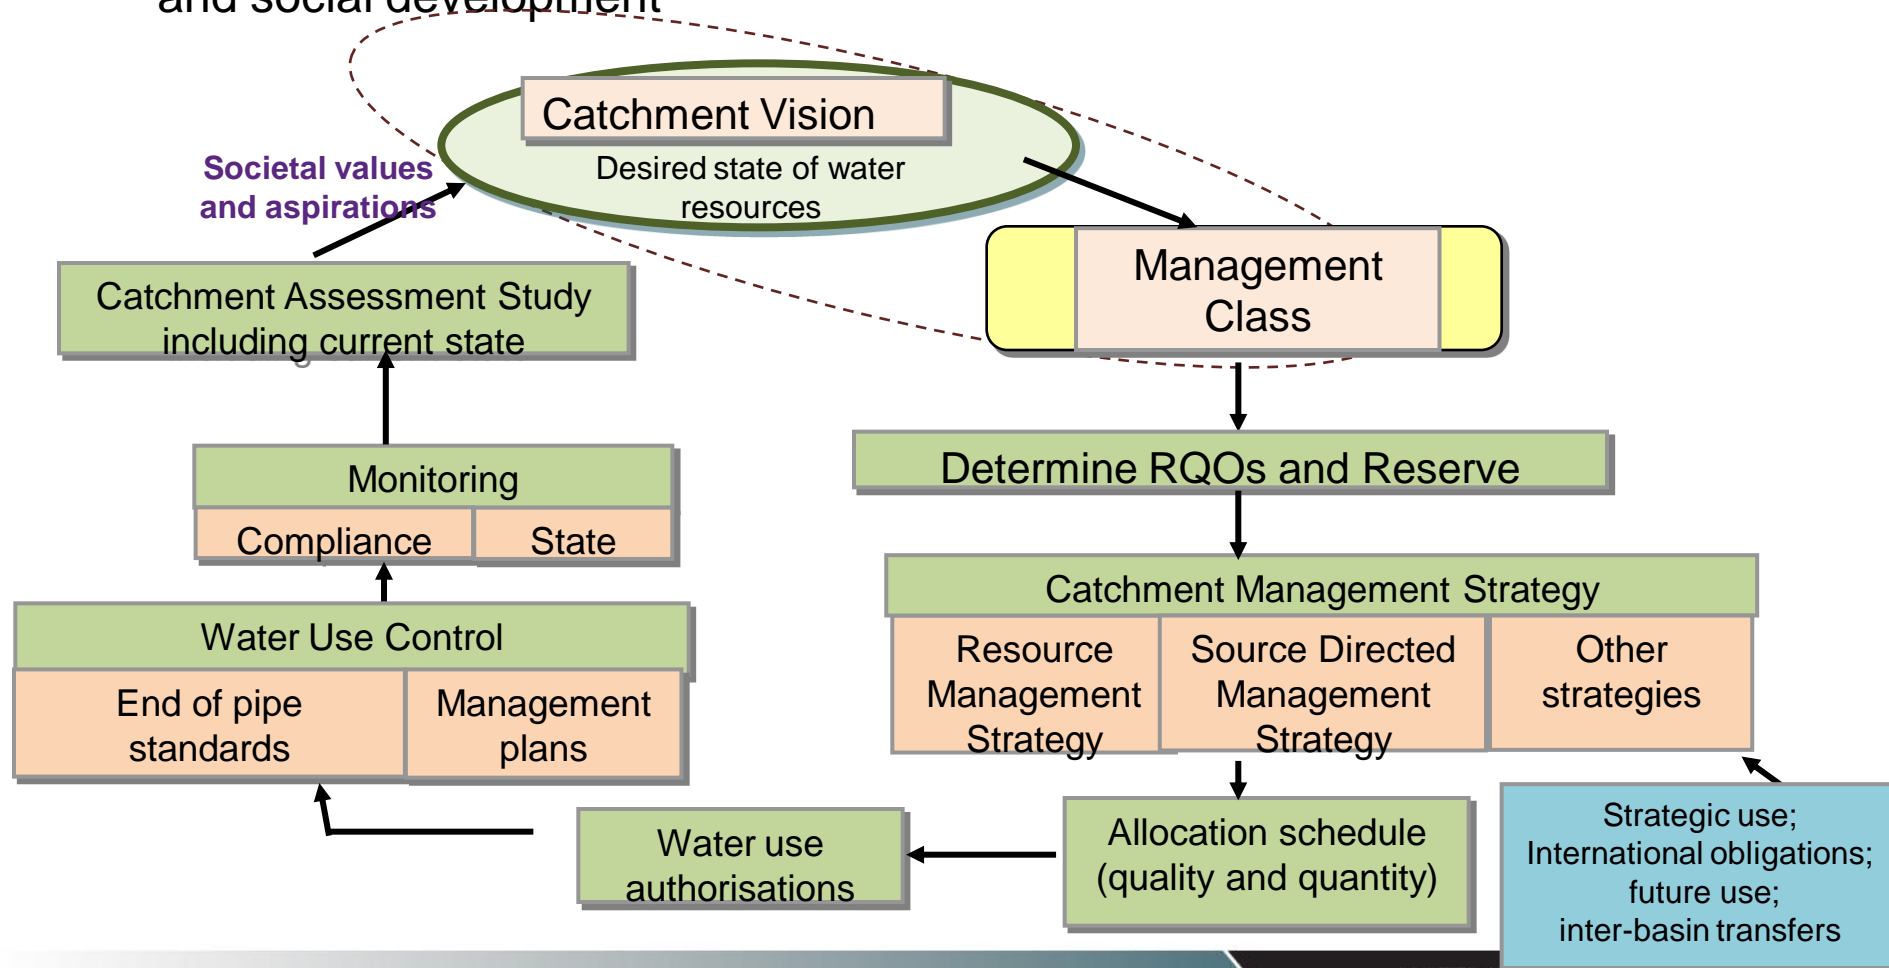 and social development
Catchment Vision
Desired state of water
resources
Societal values
and aspirations
Management
Class
Catchment Assessment Study
including current state
Determine RQOs and Reserve
Monitoring
Compliance
State
Catchment Management Strategy
Resource
Management
Strategy
Source Directed
Management
Strategy
Other
strategies
Water Use Control
End of pipe
standards
Management
plans
Water use
authorisations
Allocation schedule
(quality and quantity)
Strategic use;
International obligations;
future use;
inter-basin transfers